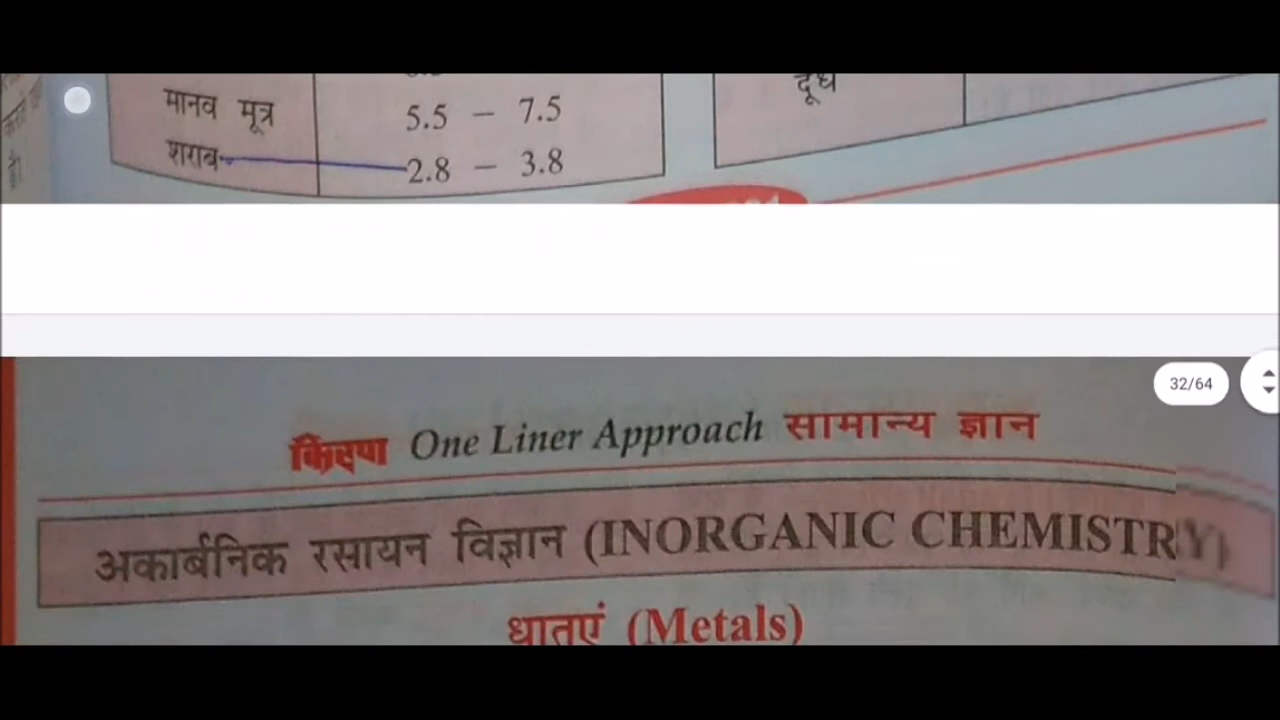 दूध
मानव मूत्र 5.5 – 7.5
शराब 2.8 – 3.8
32/64
किरण One Liner Approach सामान्य ज्ञान
अकार्बनिक रसायन विज्ञान (INORGANIC CHEMISTRY)
धातुएं (Metals)
है।